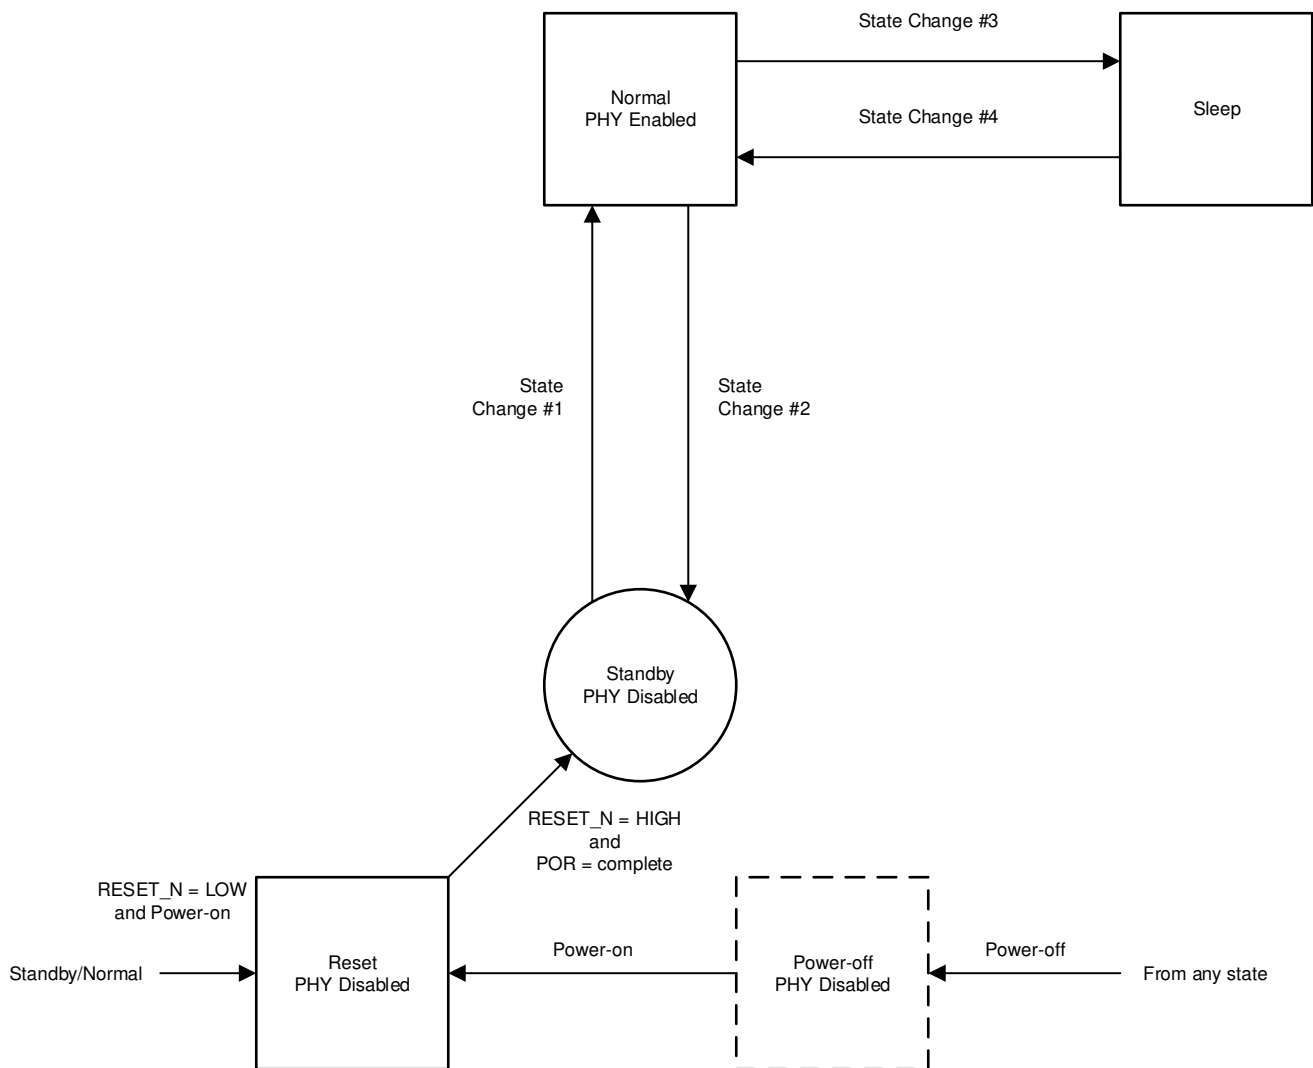 State Change #3
Normal
PHY Enabled
Sleep
State Change #4
State
Change #1
State
Change #2
Standby
PHY Disabled
RESET_N = HIGH
and
POR = complete
RESET_N = LOW
and Power-on
Standby/Normal
Reset
PHY Disabled
Power-on
Power-off
PHY Disabled
Power-off
From any state